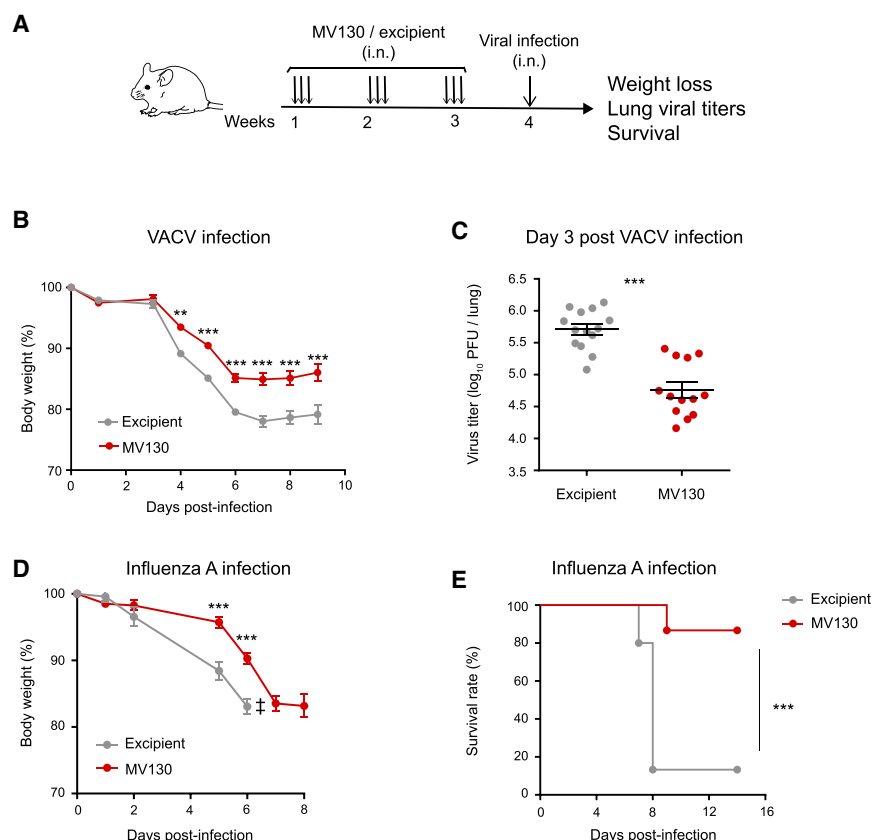 A
MV130 / excipient
(i.n.)
Viral infection
(i.n.)
Weeks
1
2
3
4
Weight loss
Lung viral titers
Survival
B
VACV infection
Body weight (%)
100
90
80
70
**
***
*** *** *** ***
Excipient
MV130
0 2 4 6 8 10
Days post-infection
C
Day 3 post VACV infection
Virus titer (log10 PFU / lung)
6.5
6.0
5.5
5.0
4.5
4.0
3.5
***
Excipient MV130
D
Influenza A infection
Body weight (%)
100
90
80
70
***
***
‡
Excipient
MV130
0 2 4 6 8
Days post-infection
E
Influenza A infection
Survival rate (%)
100
80
60
40
20
0
Excipient
MV130
***
0 4 8 12 16
Days post-infection